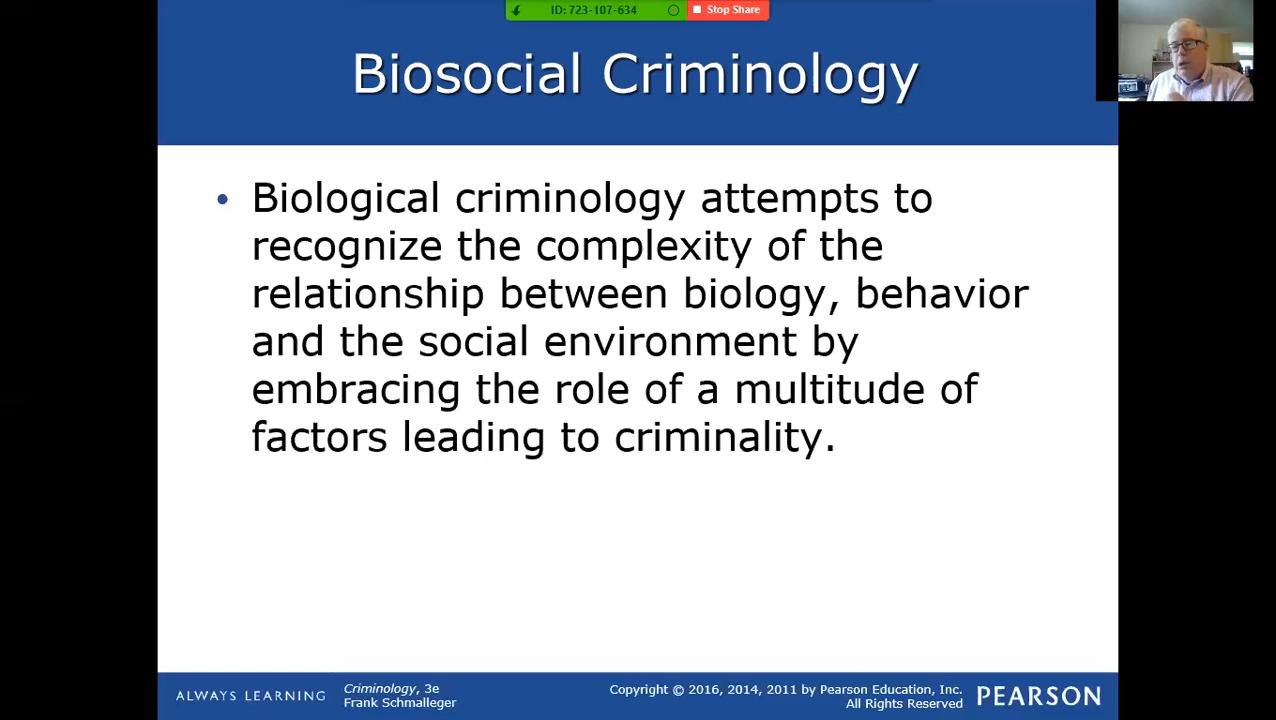 ID: 723-107-634 Stop Share
Biosocial Criminology
• Biological criminology attempts to
recognize the complexity of the
relationship between biology, behavior
and the social environment by
embracing the role of a multitude of
factors leading to criminality.
ALWAYS LEARNING
Criminology, 3e
Frank Schmalleger
Copyright © 2016, 2014, 2011 by Pearson Education, Inc.
All Rights Reserved
PEARSON